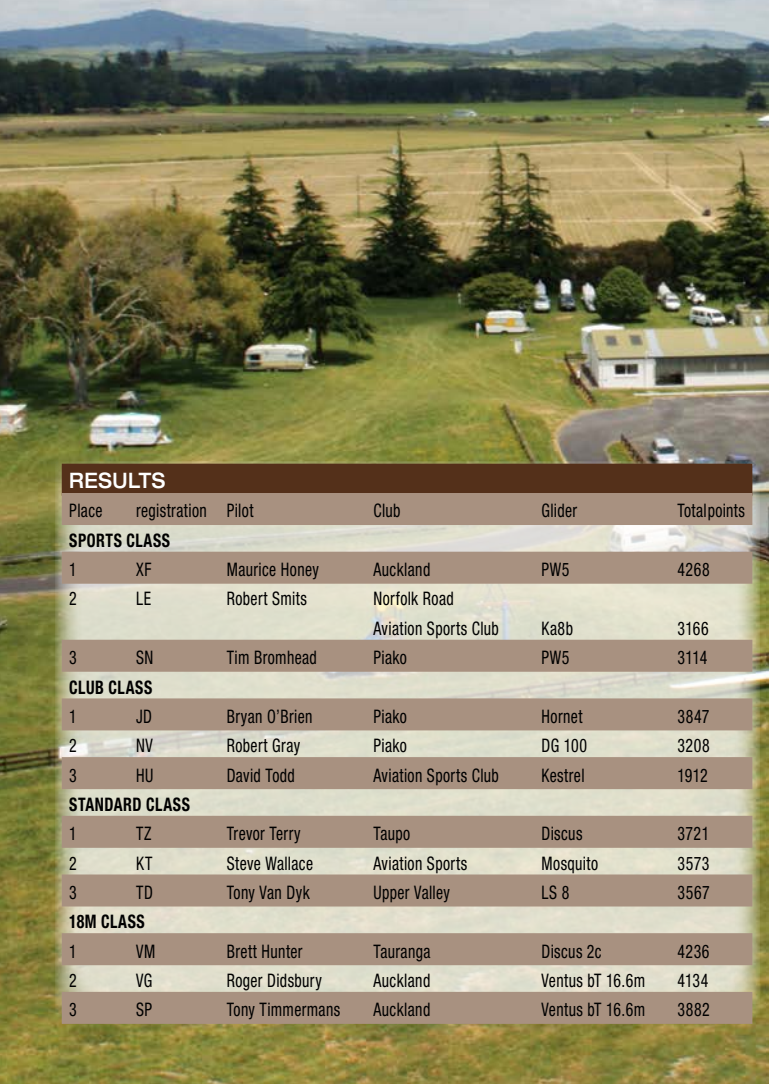 RESULTS
Place registration Pilot Club Glider Totalpoints
SPORTS CLASS
1 XF Maurice Honey Auckland PW5 4268
2 LE Robert Smits Norfolk Road
Aviation Sports Club Ka8b 3166
3 SN Tim Bromhead Piako PW5 3114
CLUB CLASS
1 JD Bryan O’Brien Piako Hornet 3847
2 NV Robert Gray Piako DG 100 3208
3 HU David Todd Aviation Sports Club Kestrel 1912
STANDARD CLASS
1 TZ Trevor Terry Taupo Discus 3721
2 KT Steve Wallace Aviation Sports Mosquito 3573
3 TD Tony Van Dyk Upper Valley LS 8 3567
18M CLASS
1 VM Brett Hunter Tauranga Discus 2c 4236
2 VG Roger Didsbury Auckland Ventus bT 16.6m 4134
3 SP Tony Timmermans Auckland Ventus bT 16.6m 3882